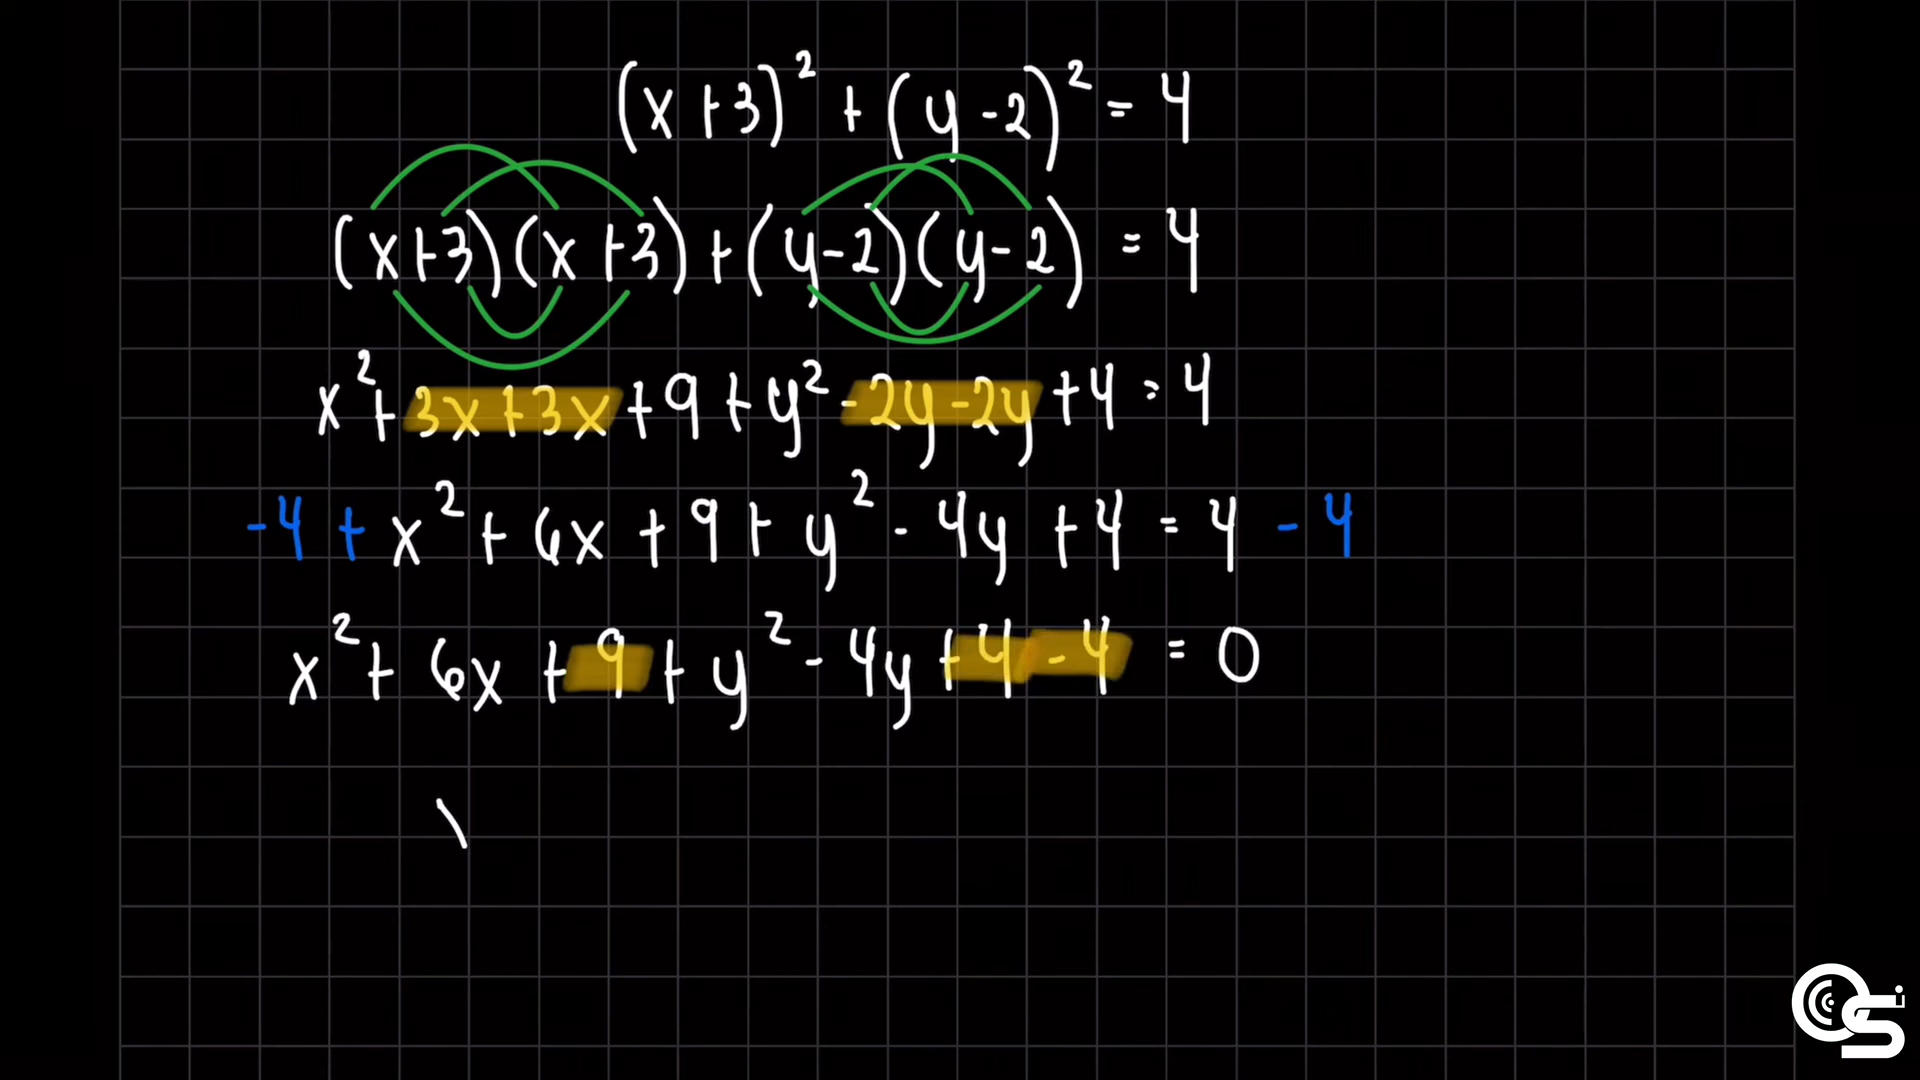 (x+3)² + (y-2)² = 4
(x+3)(x+3) + (y-2)(y-2) = 4
x² + 3x + 3x + 9 + y² - 2y - 2y + 4 = 4
-4 + x² + 6x + 9 + y² - 4y + 4 = 4 - 4
x² + 6x + 9 + y² - 4y + 4 - 4 = 0